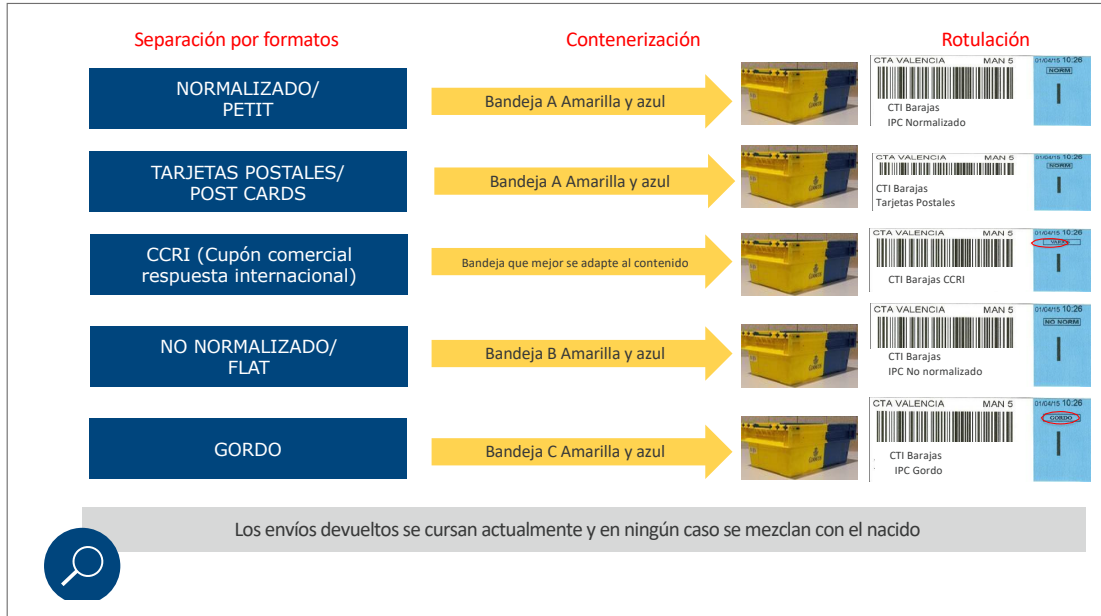 Separación por formatos
Contenerización
Rotulación
NORMALIZADO/
PETIT
Bandeja A Amarilla y azul
CTA VALENCIA MAN 5
01/04/15 10:26
NORM
I
CTI Barajas
IPC Normalizado
TARJETAS POSTALES/
POST CARDS
Bandeja A Amarilla y azul
CTA VALENCIA MAN 5
01/04/15 10:26
NORM
I
CTI Barajas
Tarjetas Postales
CCRI (Cupón comercial
respuesta internacional)
Bandeja que mejor se adapte al contenido
CTA VALENCIA MAN 5
01/04/15 10:26
I
CTI Barajas CCRI
NO NORMALIZADO/
FLAT
Bandeja B Amarilla y azul
CTA VALENCIA MAN 5
01/04/15 10:26
NO NORM
I
CTI Barajas
IPC No normalizado
GORDO
Bandeja C Amarilla y azul
CTA VALENCIA MAN 5
01/04/15 10:26
GORDO
I
CTI Barajas
IPC Gordo
Los envíos devueltos se cursan actualmente y en ningún caso se mezclan con el nacido